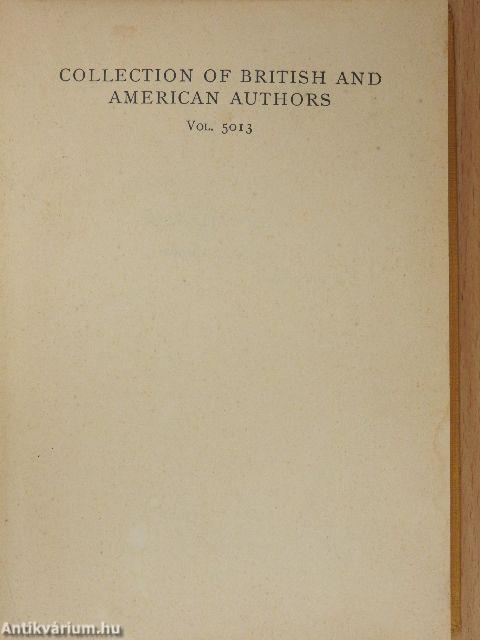 COLLECTION OF BRITISH AND
AMERICAN AUTHORS
VOL. 5013
Antikvárium.hu